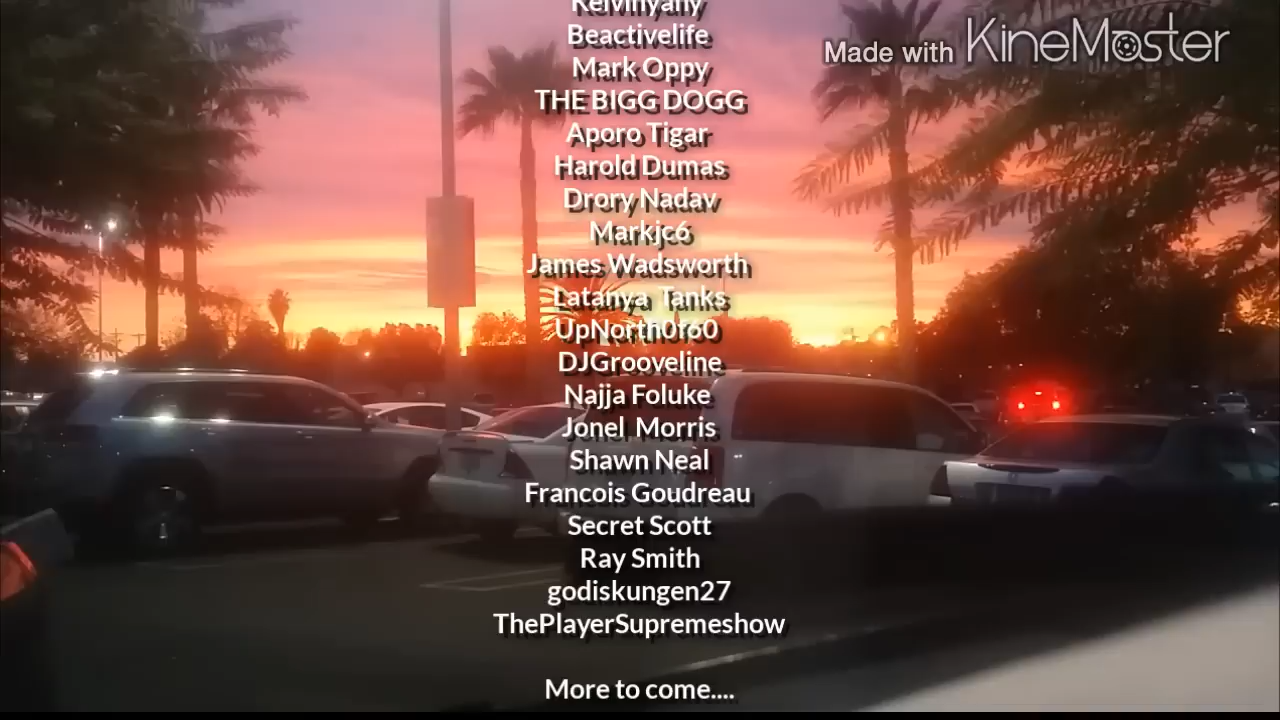 Kelvinyany
Made with KineMaster
Beactivelife
Mark Oppy
THE BIGG DOGG
Aporo Tigar
Harold Dumas
Drory Nadav
Markjc6
James Wadsworth
Latanya Tanks
UpNorth0f60
DJGrooveline
Najja Foluke
Jonel Morris
Shawn Neal
Francois Goudreau
Secret Scott
Ray Smith
godiskungen27
ThePlayerSupremeshow
More to come....